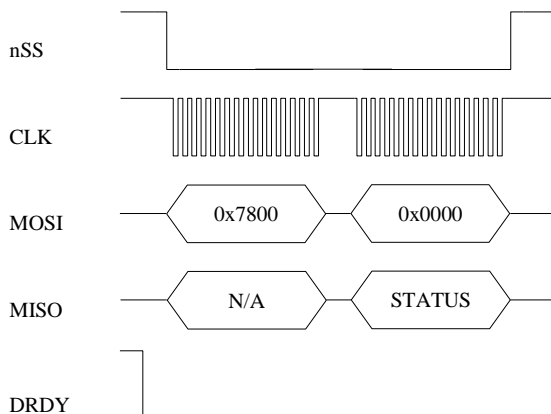 nSS
CLK
MOSI
0x7800
0x0000
MISO
N/A
STATUS
DRDY